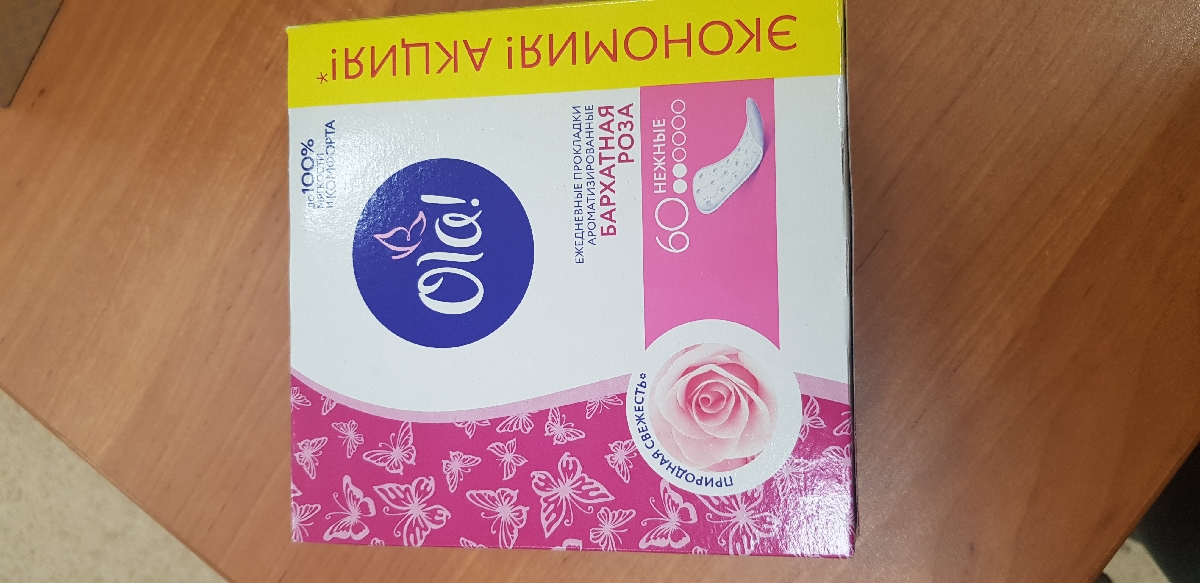 ЭКОНОМИЯ! АКЦИЯ!*
до 100%
мягкости
и КОМФОРТА
Ola!
ЕЖЕДНЕВНЫЕ ПРОКЛАДКИ
АРОМАТИЗИРОВАННЫЕ
БАРХАТНАЯ
РОЗА
60 НЕЖНЫЕ
ПРИРОДНАЯ СВЕЖЕСТЬ